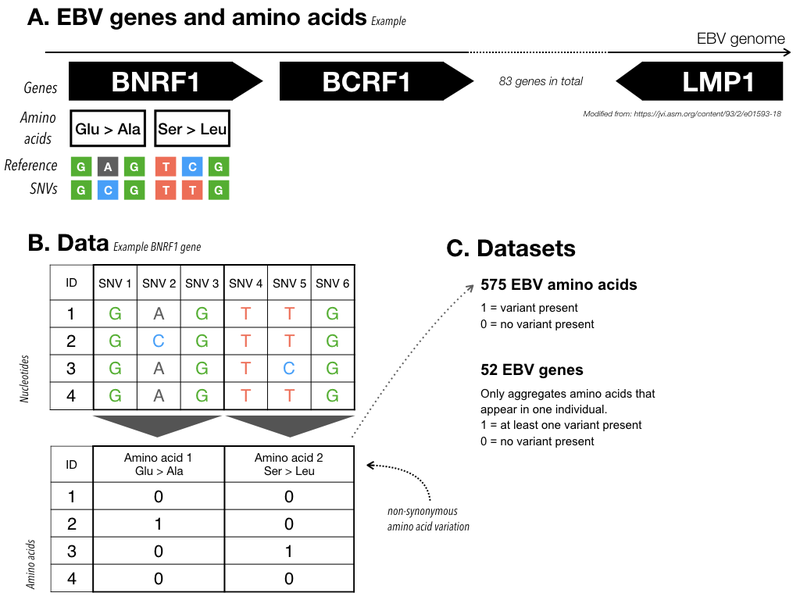 A. EBV genes and amino acids Example
EBV genome
Genes BNRF1 BCRF1 83 genes in total LMP1
Modified from: https://jvi.asm.org/content/93/2/e01593-18
Amino acids
Glu > Ala Ser > Leu
Reference G A G T C G
SNVs G C G T T G
B. Data Example BNRF1 gene
Nucleotides
ID SNV 1 SNV 2 SNV 3 SNV 4 SNV 5 SNV 6
1 G A G T T G
2 G C G T T G
3 G A G T C G
4 G A G T T G
Amino acids
ID Amino acid 1 Glu > Ala Amino acid 2 Ser > Leu
1 0 0
2 1 0
3 0 1
4 0 0
non-synonymous
amino acid variation
C. Datasets
575 EBV amino acids
1 = variant present
0 = no variant present
52 EBV genes
Only aggregates amino acids that
appear in one individual.
1 = at least one variant present
0 = no variant present